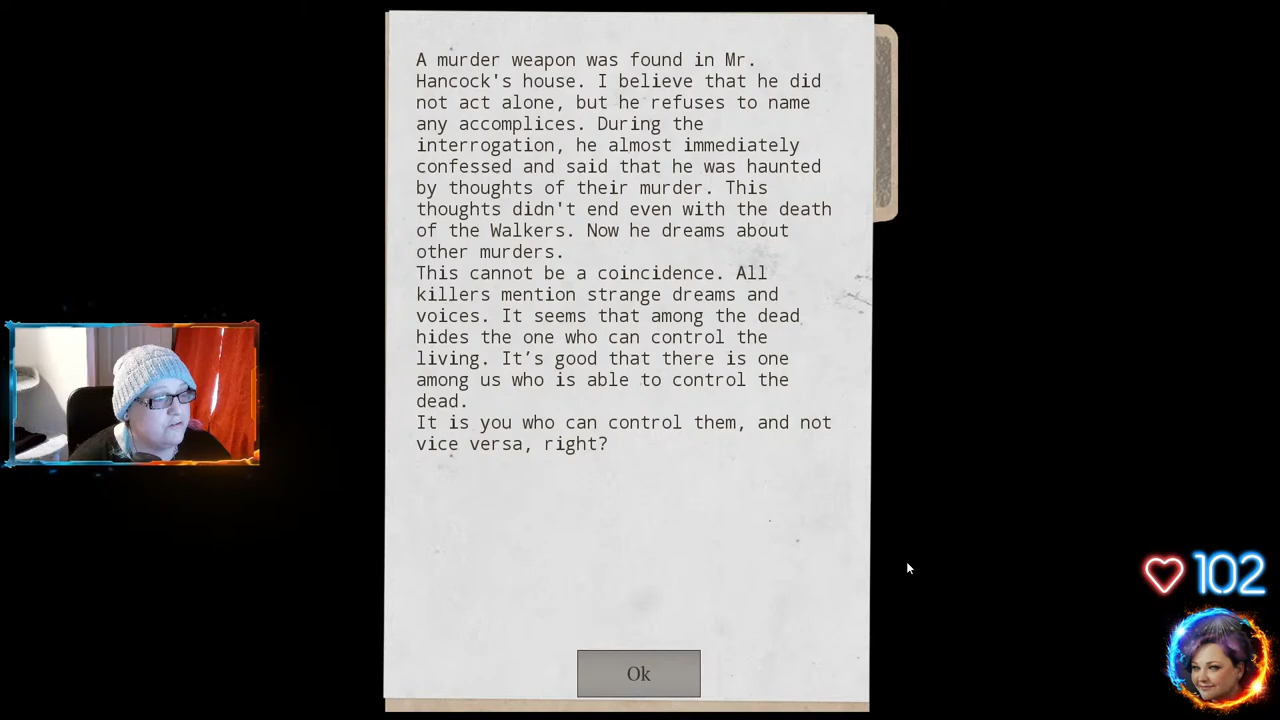 A murder weapon was found in Mr.
Hancock's house. I believe that he did
not act alone, but he refuses to name
any accomplices. During the
interrogation, he almost immediately
confessed and said that he was haunted
by thoughts of their murder. This
thoughts didn't end even with the death
of the Walkers. Now he dreams about
other murders.
This cannot be a coincidence. All
killers mention strange dreams and
voices. It seems that among the dead
hides the one who can control the
living. It’s good that there is one
among us who is able to control the
dead.
It is you who can control them, and not
vice versa, right?
Ok
102